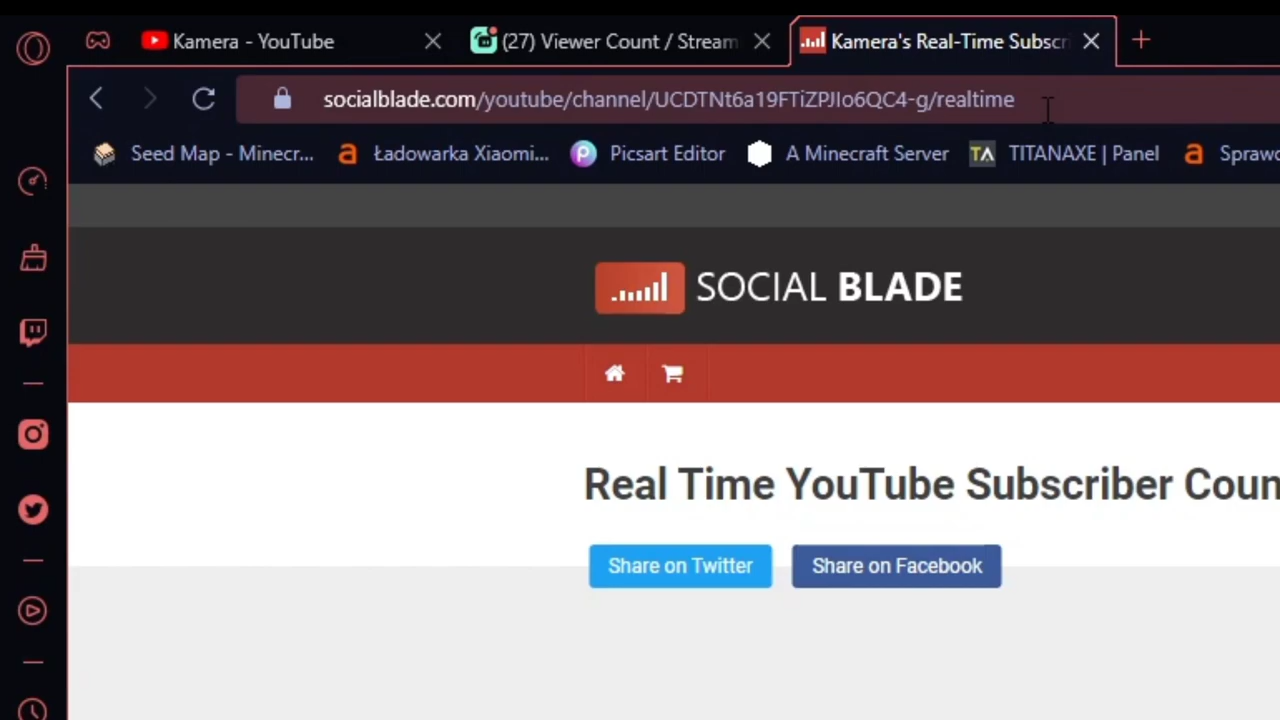 Kamera - YouTube
(27) Viewer Count / Stream
Kamera's Real-Time Subscr
socialblade.com/youtube/channel/UCDTNt6a19FTiZPJIo6QC4-g/realtime
Seed Map - Minecr...
Ładowarka Xiaomi...
Picsart Editor
A Minecraft Server
TA
TITANAXE | Panel
Sprawd
SOCIAL BLADE
Real Time YouTube Subscriber Coun
Share on Twitter
Share on Facebook